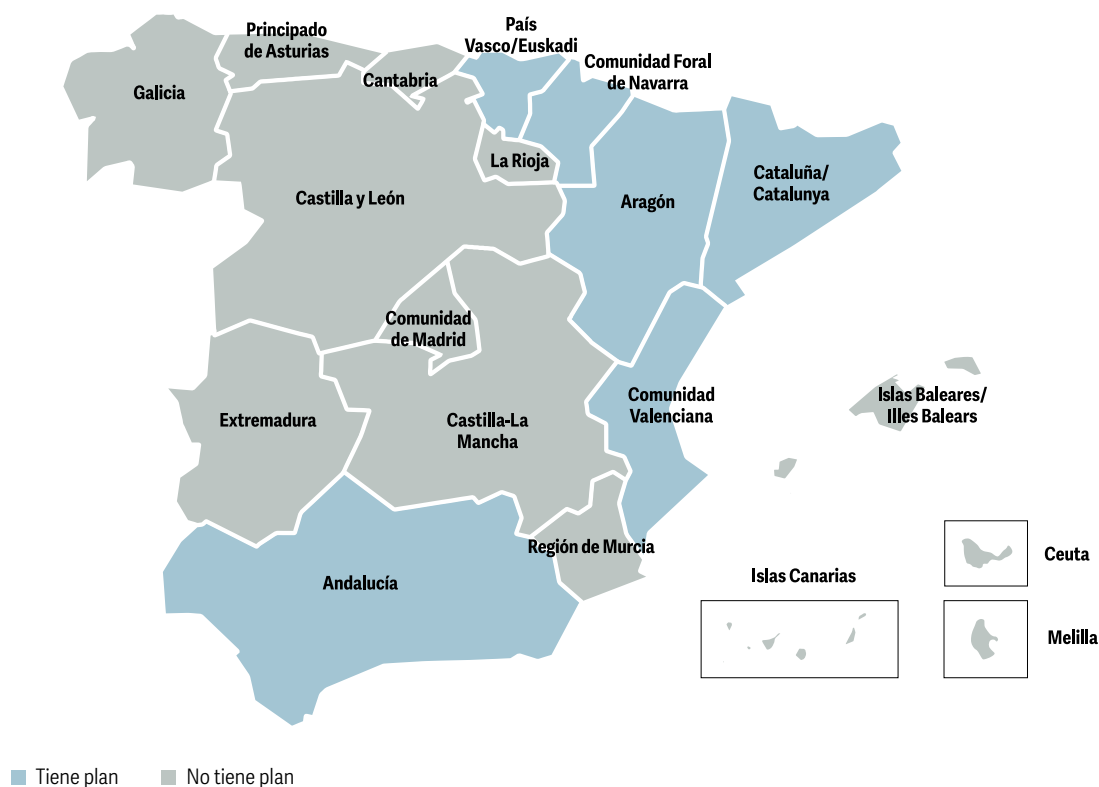 Principado
de Asturias
País
Vasco/Euskadi
Comunidad Foral
de Navarra
Cantabria
Galicia
La Rioja
Cataluña/
Catalunya
Castilla y León
Aragón
Comunidad
de Madrid
Comunidad
Valenciana
Islas Baleares/
Illes Balears
Extremadura
Castilla-La
Mancha
Región de Murcia
Ceuta
Andalucía
Islas Canarias
Melilla
Tiene plan
No tiene plan